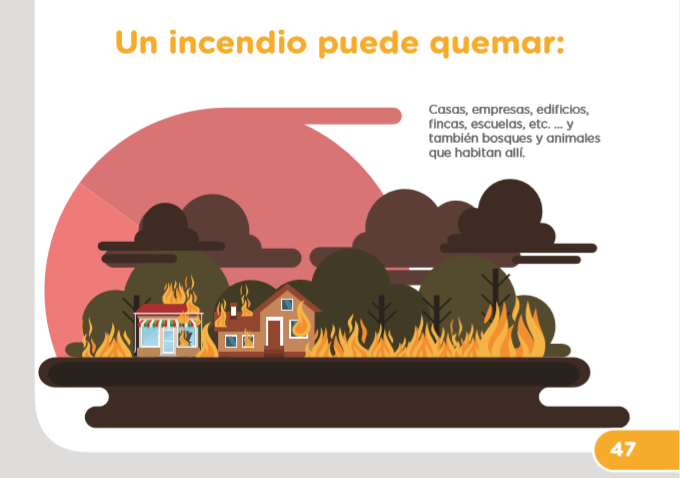 Un incendio puede quemar:
Casas, empresas, edificios,
fincas, escuelas, etc. ... y
también bosques y animales
que habitan allí.
47